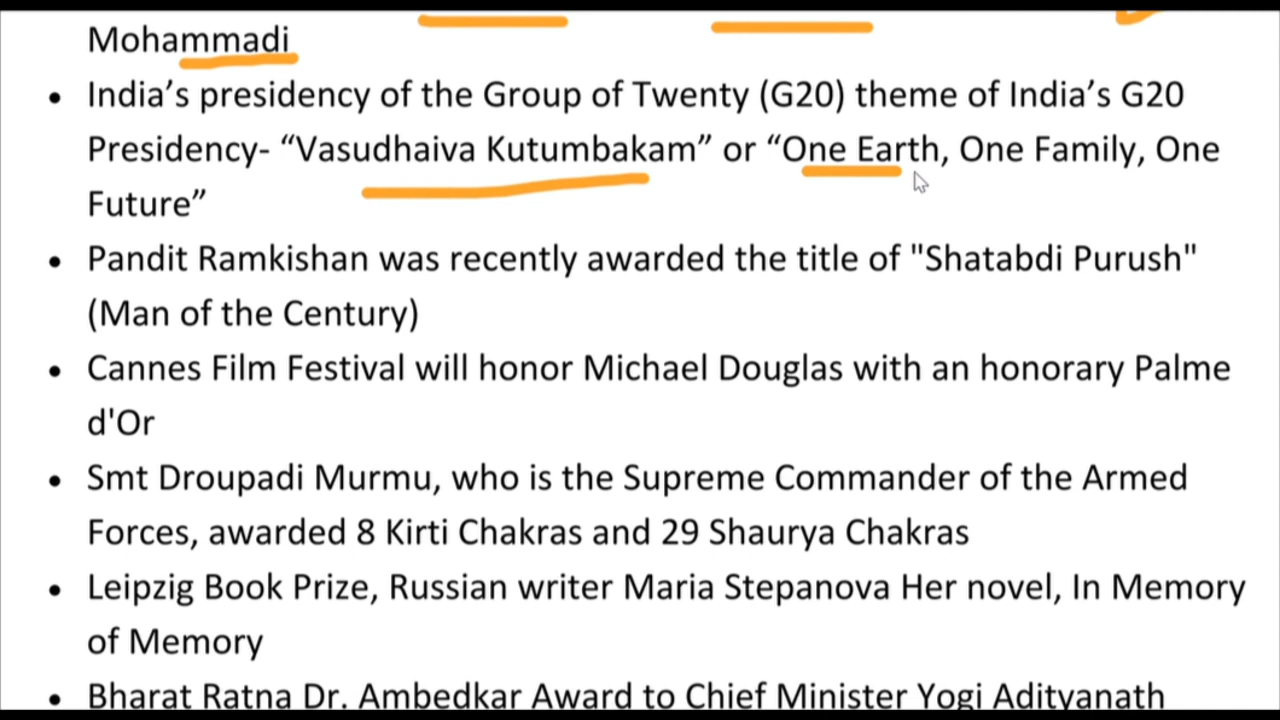 Mohammadi
• India’s presidency of the Group of Twenty (G20) theme of India’s G20
Presidency- “Vasudhaiva Kutumbakam” or “One Earth, One Family, One
Future”
• Pandit Ramkishan was recently awarded the title of "Shatabdi Purush"
(Man of the Century)
• Cannes Film Festival will honor Michael Douglas with an honorary Palme
d'Or
• Smt Droupadi Murmu, who is the Supreme Commander of the Armed
Forces, awarded 8 Kirti Chakras and 29 Shaurya Chakras
• Leipzig Book Prize, Russian writer Maria Stepanova Her novel, In Memory
of Memory
• Bharat Ratna Dr. Ambedkar Award to Chief Minister Yogi Adityanath